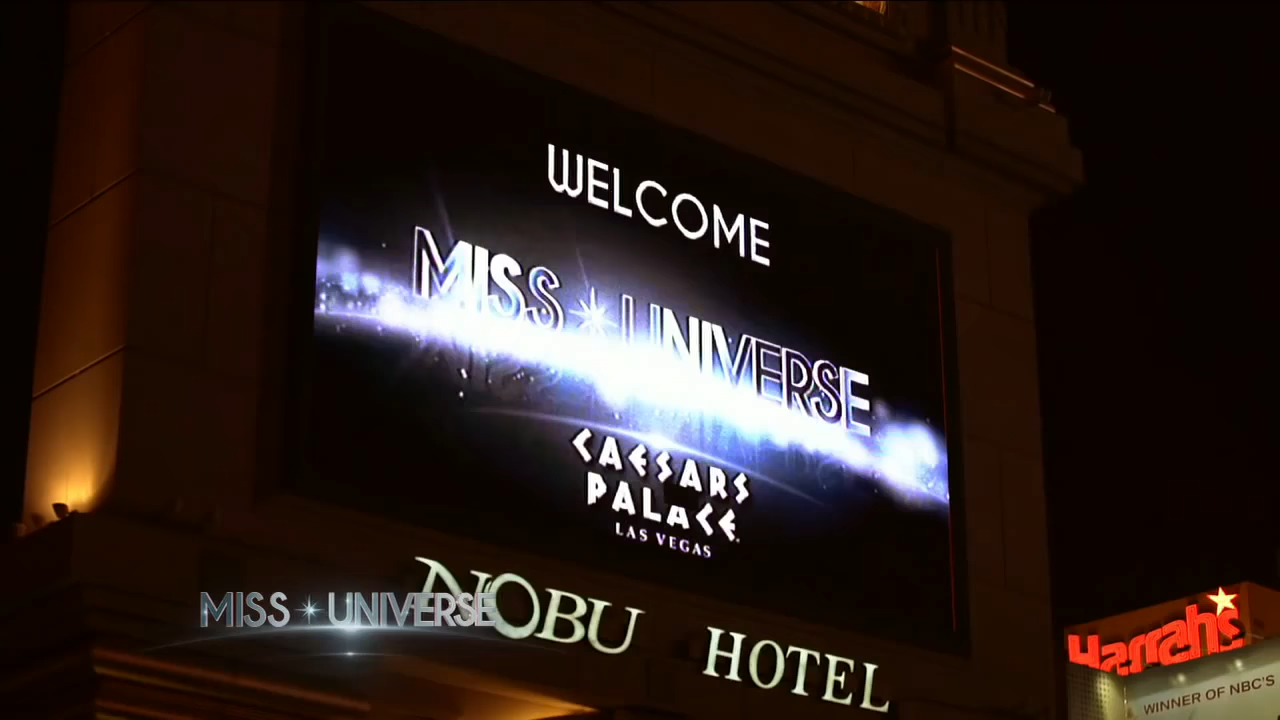 WELCOME
MISS UNIVERSE
CAESARS
PALACE
LAS VEGAS
NOBU HOTEL
MISS UNIVERSE
Harrah's
WINNER OF NBC'S